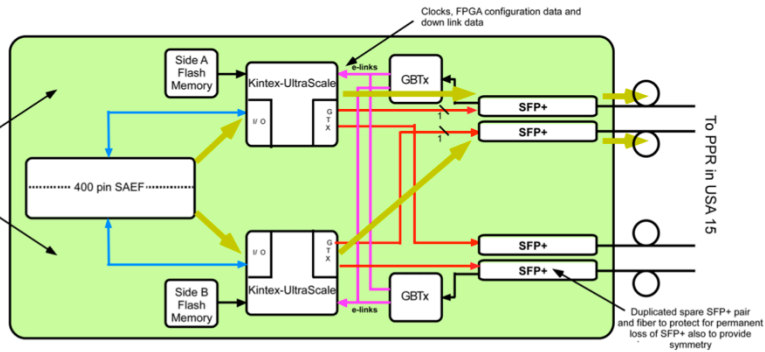 Clocks, FPGA configuration data and
down link data
Side A
Flash
Memory
Kintex-UltraScale
e-links
GBTx
I/ O
G
T
X
1
SFP+
1
SFP+
400 pin SAEF
To PPR in USA 15
I/ O
G
T
X
Kintex-UltraScale
SFP+
SFP+
Side B
Flash
Memory
e-links
GBTx
Duplicated spare SFP+ pair
and fiber to protect for permanent
loss of SFP+ also to provide
symmetry